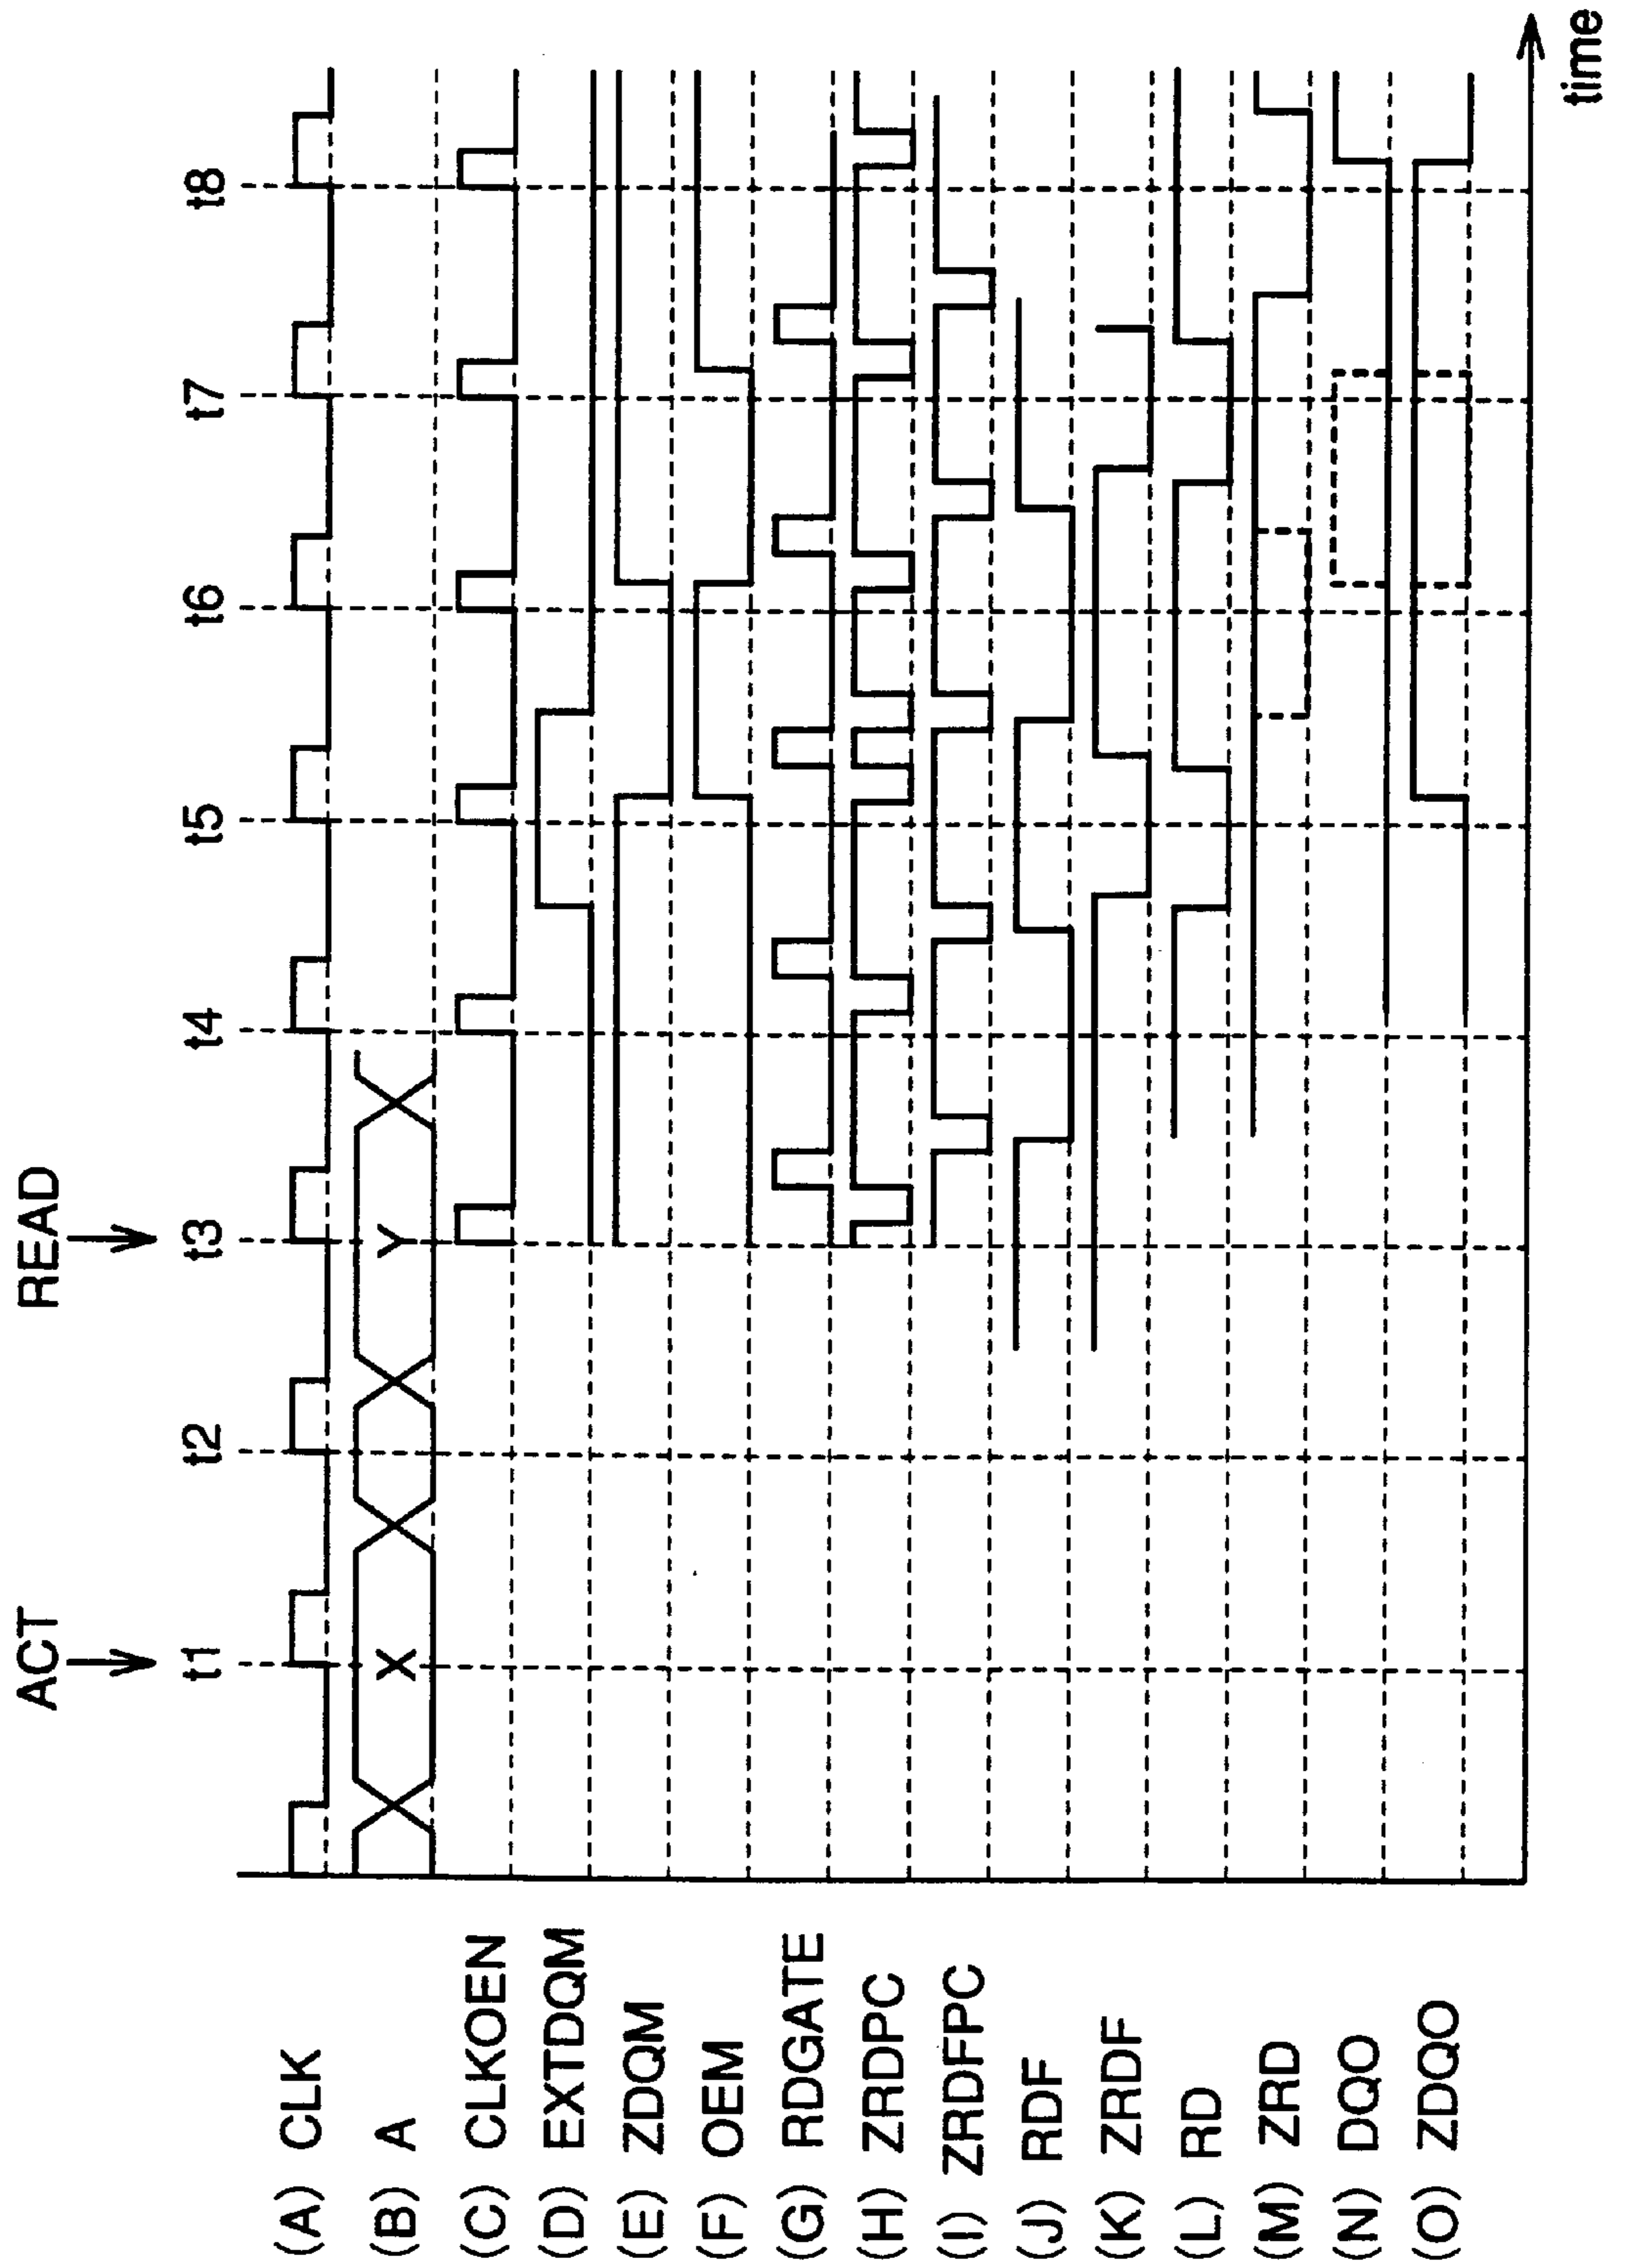 ACT
READ
t1
t2
t3
t4
t5
t6
t7
t8
(A) CLK
(B) A
X
Y
(C) CLKOEN
(D) EXTDQM
(E) ZDQM
(F) OEM
(G) RDGATE
(H) ZRDPC
(I) ZRDFPC
(J) RDF
(K) ZRDF
(L) RD
(M) ZRD
(N) DQO
(O) ZDQO
time